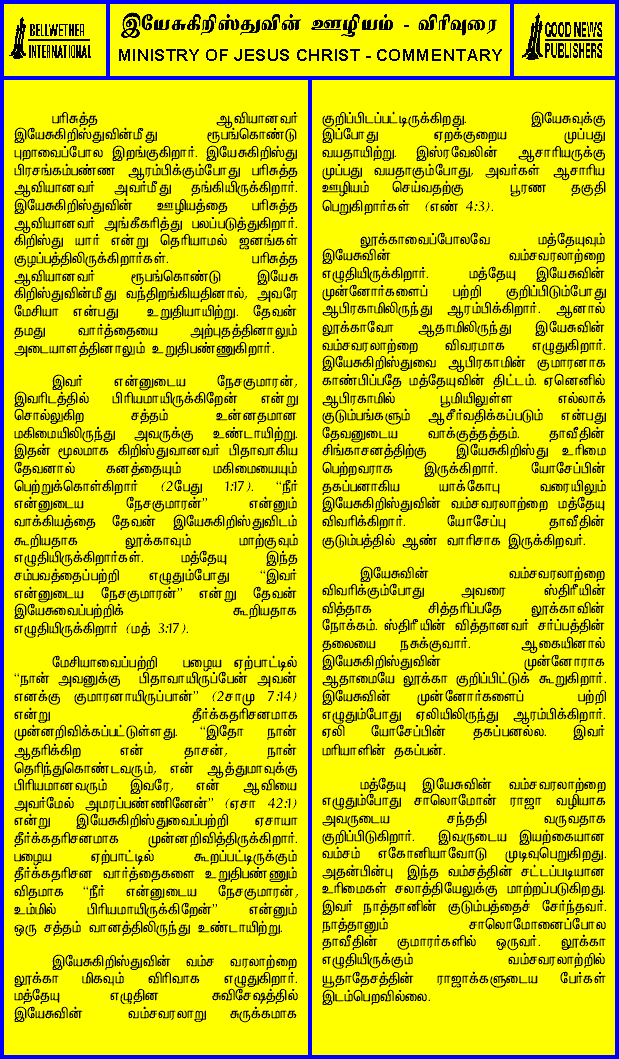 BELLWETHER
INTERNATIONAL
இயேசுகிறிஸ்துவின் ஊழியம் - விரிவுரை
MINISTRY OF JESUS CHRIST - COMMENTARY
GOOD NEWS
PUBLISHERS
பரிசுத்த ஆவியானவர்
இயேசுகிறிஸ்துவின்மீது ரூபங்கொண்டு
புறாவைப்போல இறங்குகிறார். இயேசுகிறிஸ்து
பிரசங்கம்பண்ண ஆரம்பிக்கும்போது பரிசுத்த
ஆவியானவர் அவர்மீது தங்கியிருக்கிறார்.
இயேசுகிறிஸ்துவின் ஊழியத்தை பரிசுத்த
ஆவியானவர் அங்கீகரித்து பலப்படுத்துகிறார்.
கிறிஸ்து யார் என்று தெரியாமல் ஜனங்கள்
குழப்பத்திலிருக்கிறார்கள். பரிசுத்த
ஆவியானவர் ரூபங்கொண்டு இயேசு
கிறிஸ்துவின்மீது வந்திறங்கியதினால், அவரே
மேசியா என்பது உறுதியாயிற்று. தேவன்
தமது வார்த்தையை அற்புதத்தினாலும்
அடையாளத்தினாலும் உறுதிபண்ணுகிறார்.
இவர் என்னுடைய நேசகுமாரன்,
இவரிடத்தில் பிரியமாயிருக்கிறேன் என்று
சொல்லுகிற சத்தம் உன்னதமான
மகிமையிலிருந்து அவருக்கு உண்டாயிற்று.
இதன் மூலமாக கிறிஸ்துவானவர் பிதாவாகிய
தேவனால் கனத்தையும் மகிமையையும்
பெற்றுக்கொள்கிறார் (2பேது 1:17). “நீர்
என்னுடைய நேசகுமாரன்” என்னும்
வாக்கியத்தை தேவன் இயேசுகிறிஸ்துவிடம்
கூறியதாக லூக்காவும் மாற்குவும்
எழுதியிருக்கிறார்கள். மத்தேயு இந்த
சம்பவத்தைப்பற்றி எழுதும்போது “இவர்
என்னுடைய நேசகுமாரன்” என்று தேவன்
இயேசுவைப்பற்றிக் கூறியதாக
எழுதியிருக்கிறார் (மத் 3:17).
மேசியாவைப்பற்றி பழைய ஏற்பாட்டில்
“நான் அவனுக்கு பிதாவாயிருப்பேன் அவன்
எனக்கு குமாரனாயிருப்பான்” (2சாமு 7:14)
என்று தீர்க்கதரிசனமாக
முன்னறிவிக்கப்பட்டுள்ளது. “இதோ நான்
ஆதரிக்கிற என் தாசன், நான்
தெரிந்துகொண்டவரும், என் ஆத்துமாவுக்கு
பிரியமானவரும் இவரே, என் ஆவியை
அவர்மேல் அமரப்பண்ணினேன்” (ஏசா 42:1)
என்று இயேசுகிறிஸ்துவைப்பற்றி ஏசாயா
தீர்க்கதரிசனமாக முன்னறிவித்திருக்கிறார்.
பழைய ஏற்பாட்டில் கூறப்பட்டிருக்கும்
தீர்க்கதரிசன வார்த்தைகளை உறுதிபண்ணும்
விதமாக “நீர் என்னுடைய நேசகுமாரன்,
உம்மில் பிரியமாயிருக்கிறேன்” என்னும்
ஒரு சத்தம் வானத்திலிருந்து உண்டாயிற்று.
இயேசுகிறிஸ்துவின் வம்ச வரலாற்றை
லூக்கா மிகவும் விரிவாக எழுதுகிறார்.
மத்தேயு எழுதின சுவிசேஷத்தில்
இயேசுவின் வம்சவரலாறு சுருக்கமாக
குறிப்பிடப்பட்டிருக்கிறது. இயேசுவுக்கு
இப்போது ஏறக்குறைய முப்பது
வயதாயிற்று. இஸ்ரவேலின் ஆசாரியருக்கு
முப்பது வயதாகும்போது, அவர்கள் ஆசாரிய
ஊழியம் செய்வதற்கு பூரண தகுதி
பெறுகிறார்கள் (எண் 4:3).
லூக்காவைப்போலவே மத்தேயுவும்
இயேசுவின் வம்சவரலாற்றை
எழுதியிருக்கிறார். மத்தேயு இயேசுவின்
முன்னோர்களைப் பற்றி குறிப்பிடும்போது
ஆபிரகாமிலிருந்து ஆரம்பிக்கிறார். ஆனால்
லூக்காவோ ஆதாமிலிருந்து இயேசுவின்
வம்சவரலாற்றை விவரமாக எழுதுகிறார்.
இயேசுகிறிஸ்துவை ஆபிரகாமின் குமாரனாக
காண்பிப்பதே மத்தேயுவின் திட்டம். ஏனெனில்
ஆபிரகாமில் பூமியிலுள்ள எல்லாக்
குடும்பங்களும் ஆசீர்வதிக்கப்படும் என்பது
தேவனுடைய வாக்குத்தத்தம். தாவீதின்
சிங்காசனத்திற்கு இயேசுகிறிஸ்து உரிமை
பெற்றவராக இருக்கிறார். யோசேப்பின்
தகப்பனாகிய யாக்கோபு வரையிலும்
இயேசுகிறிஸ்துவின் வம்சவரலாற்றை மத்தேயு
விவரிக்கிறார். யோசேப்பு தாவீதின்
குடும்பத்தில் ஆண் வாரிசாக இருக்கிறவர்.
இயேசுவின் வம்சவரலாற்றை
விவரிக்கும்போது அவரை ஸ்திரீயின்
வித்தாக சித்தரிப்பதே லூக்காவின்
நோக்கம். ஸ்திரீயின் வித்தானவர் சர்ப்பத்தின்
தலையை நசுக்குவார். ஆகையினால்
இயேசுகிறிஸ்துவின் முன்னோராக
ஆதாமையே லூக்கா குறிப்பிட்டுக் கூறுகிறார்.
இயேசுவின் முன்னோர்களைப் பற்றி
எழுதும்போது ஏலியிலிருந்து ஆரம்பிக்கிறார்.
ஏலி யோசேப்பின் தகப்பனல்ல. இவர்
மரியாளின் தகப்பன்.
மத்தேயு இயேசுவின் வம்சவரலாற்றை
எழுதும்போது சாலொமோன் ராஜா வழியாக
அவருடைய சந்ததி வருவதாக
குறிப்பிடுகிறார். இவருடைய இயற்கையான
வம்சம் எகோனியாவோடு முடிவுபெறுகிறது.
அதன்பின்பு இந்த வம்சத்தின் சட்டப்படியான
உரிமைகள் சலாத்தியேலுக்கு மாற்றப்படுகிறது.
இவர் நாத்தானின் குடும்பத்தைச் சேர்ந்தவர்.
நாத்தானும் சாலொமோனைப்போல
தாவீதின் குமாரர்களில் ஒருவர். லூக்கா
எழுதியிருக்கும் வம்சவரலாற்றில்
யூதாதேசத்தின் ராஜாக்களுடைய பேர்கள்
இடம்பெறவில்லை.